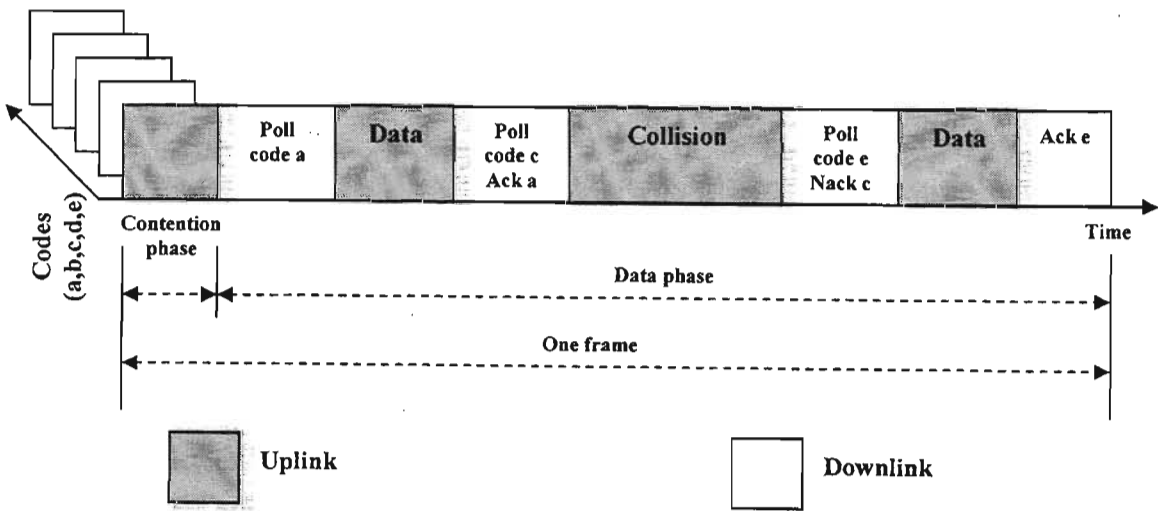 Poll
code a
Data
Poll
code c
Ack a
Collision
Poll
code e
Nack c
Data
Ack e
Codes
(a,b,c,d,e)
Contention
phase
Time
Data phase
One frame
Uplink
Downlink